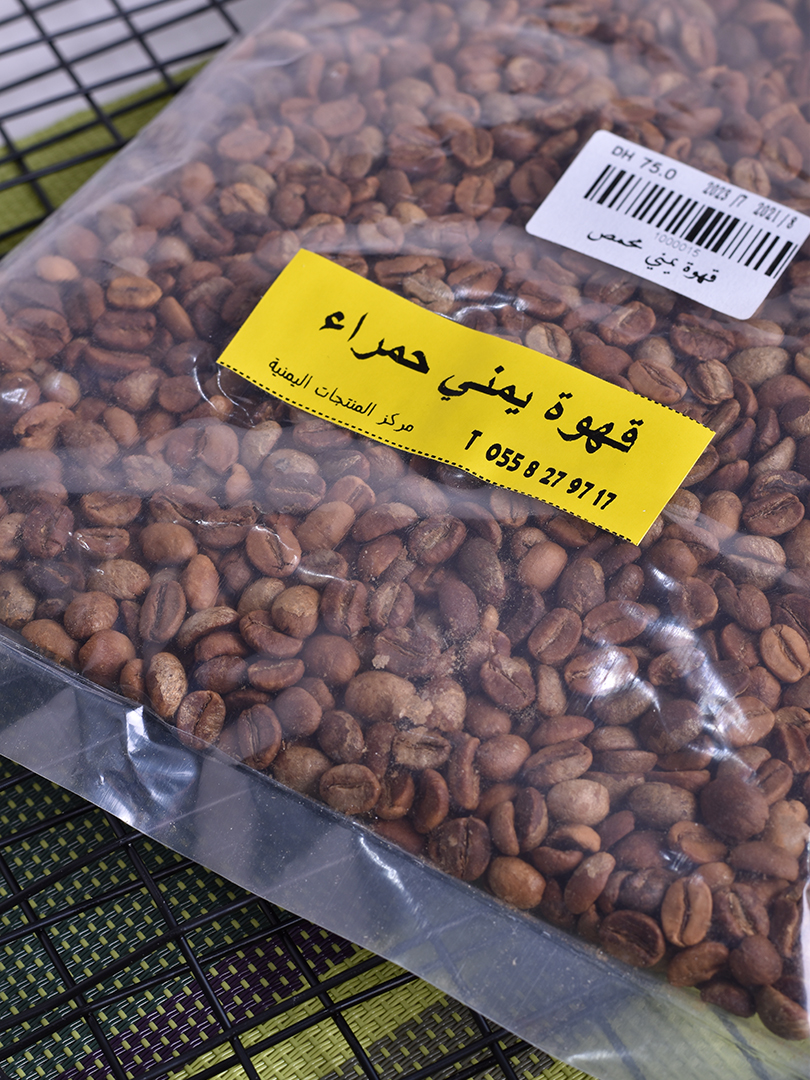 DH 75.0
2023/7 2021/8
1000015
قهوة يمني محمص
قهوة يمني حمراء
مركز المنتجات اليمنية
T 055 8 27 97 17